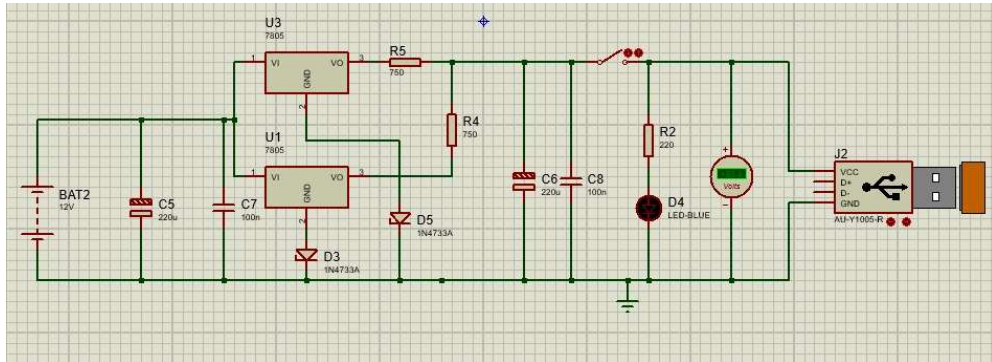 U3
7805
1
VI
VO
3
GND
2
R5
750
R4
750
U1
7805
1
VI
VO
3
GND
2
BAT2
12V
C5
220u
C7
100n
D3
1N4733A
D5
1N4733A
C6
220u
C8
100n
R2
220
D4
LED-BLUE
+
Volts
J2
VCC
D+
D-
GND
AU-Y1005-R